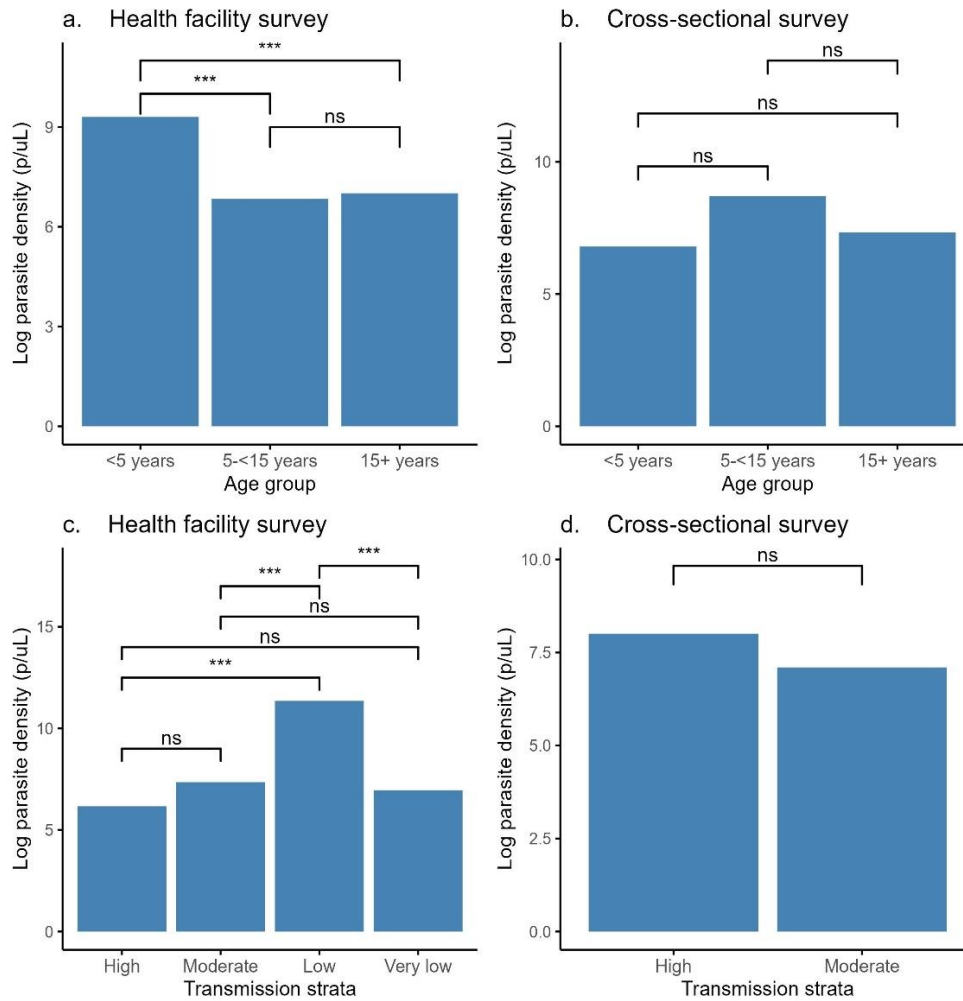 a. Health facility survey
***
***
ns
9
6
3
0
Log parasite density (p/uL)
<5 years 5-<15 years 15+ years
Age group
b. Cross-sectional survey
ns
ns
ns
10
5
0
Log parasite density (p/uL)
<5 years 5-<15 years 15+ years
Age group
c. Health facility survey
***
***
ns
ns
***
ns
15
10
5
0
Log parasite density (p/uL)
High Moderate Low Very low
Transmission strata
d. Cross-sectional survey
ns
10.0
7.5
5.0
2.5
0.0
Log parasite density (p/uL)
High Moderate
Transmission strata